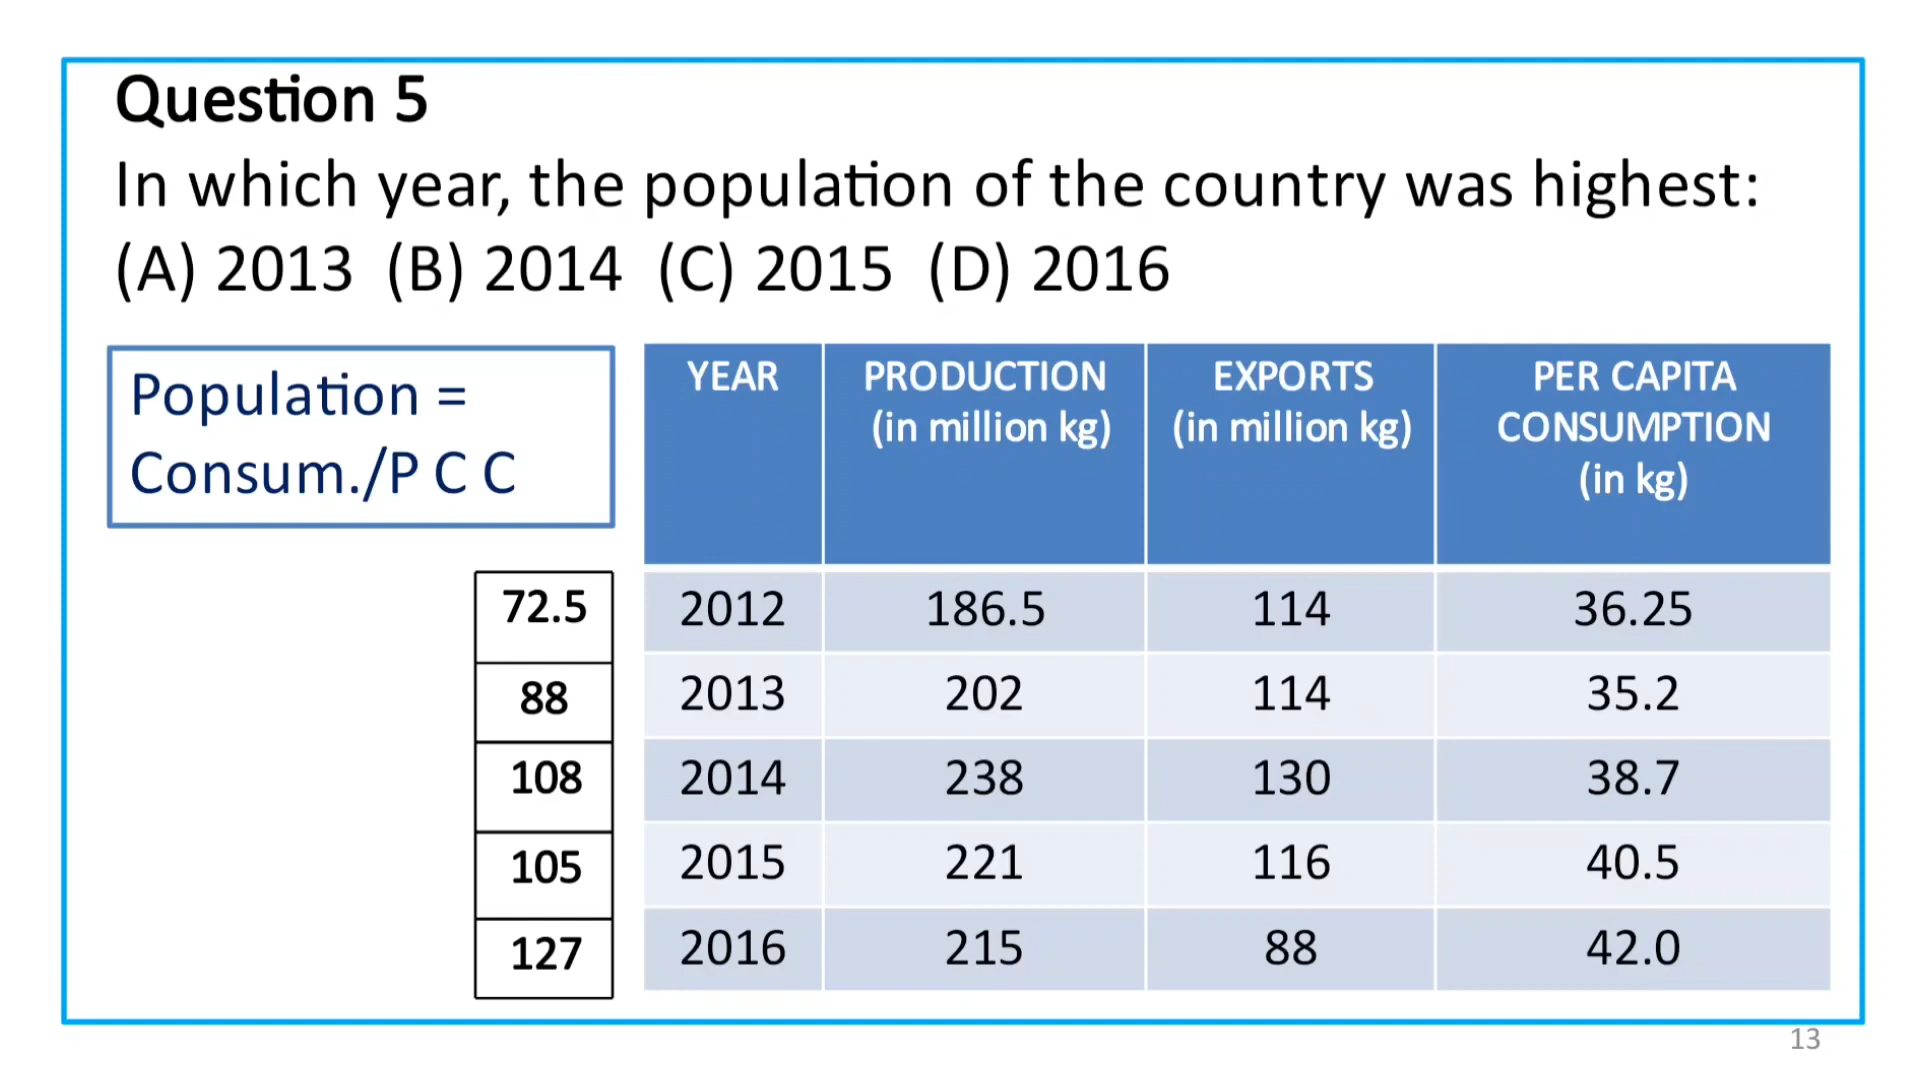 Question 5
In which year, the population of the country was highest:
(A) 2013 (B) 2014 (C) 2015 (D) 2016
Population =
Consum./P C C
YEAR PRODUCTION (in million kg) EXPORTS (in million kg) PER CAPITA CONSUMPTION (in kg)
72.5 2012 186.5 114 36.25
88 2013 202 114 35.2
108 2014 238 130 38.7
105 2015 221 116 40.5
127 2016 215 88 42.0
13